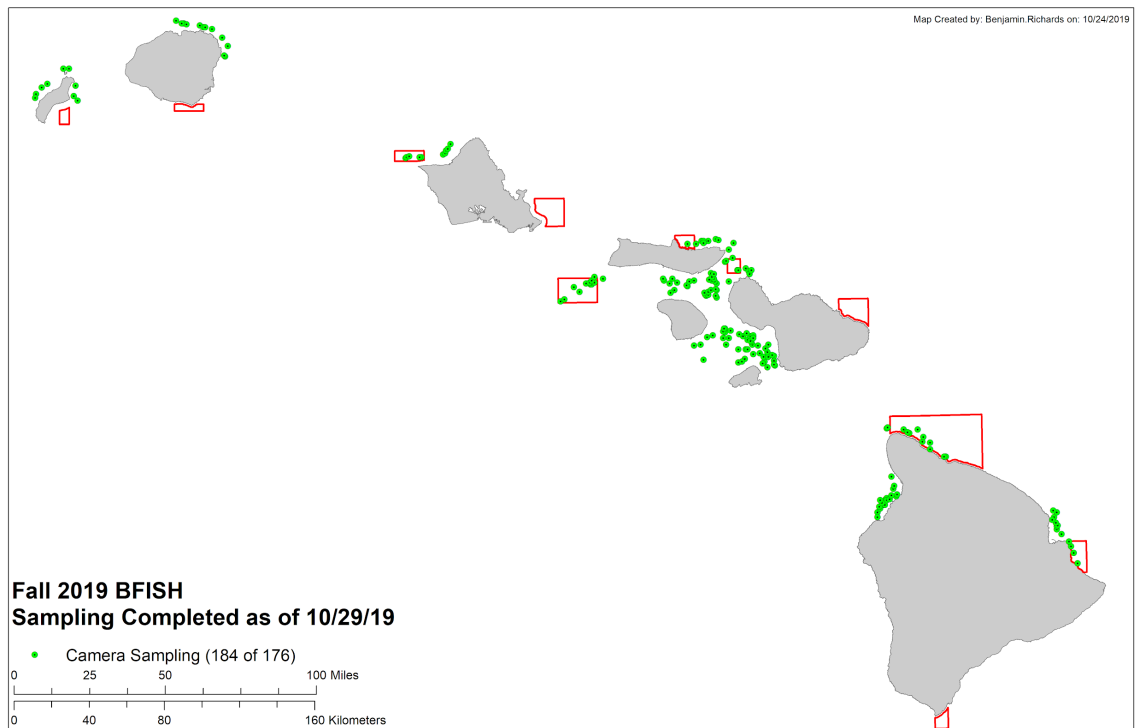 Map Created by: Benjamin.Richards on: 10/24/2019
Fall 2019 BFISH
Sampling Completed as of 10/29/19
Camera Sampling (184 of 176)
0 25 50 100 Miles
0 40 80 160 Kilometers